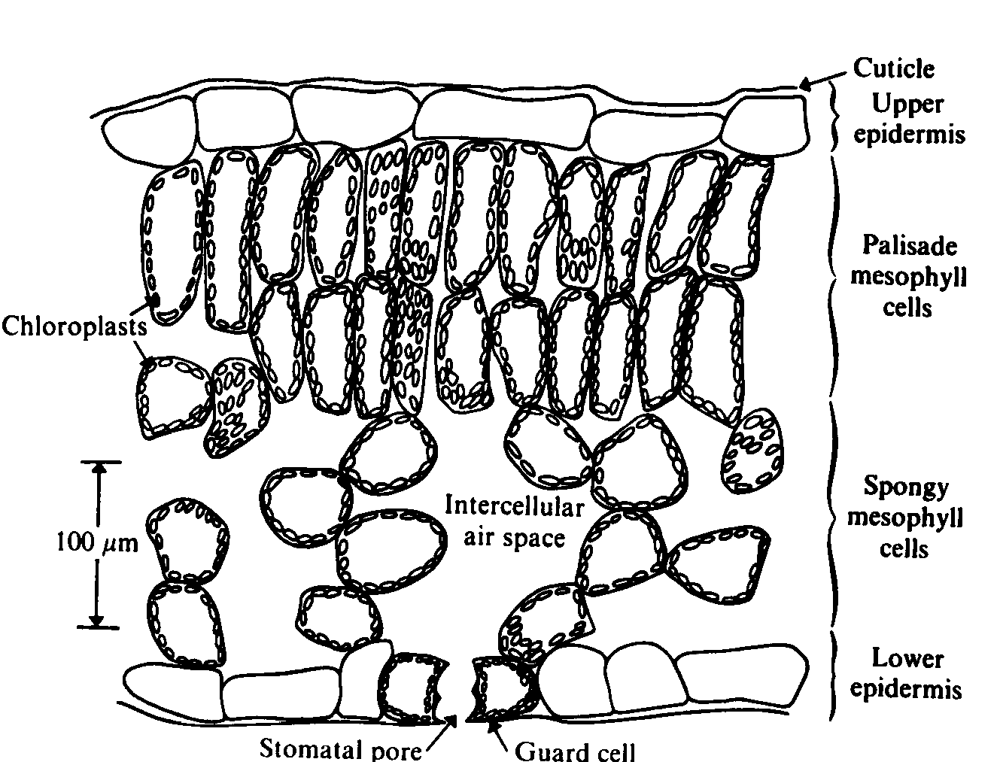 Cuticle
Upper
epidermis
Palisade
mesophyll
cells
Chloroplasts
Spongy
mesophyll
cells
Intercellular
air space
100 μm
Lower
epidermis
Stomatal pore
Guard cell